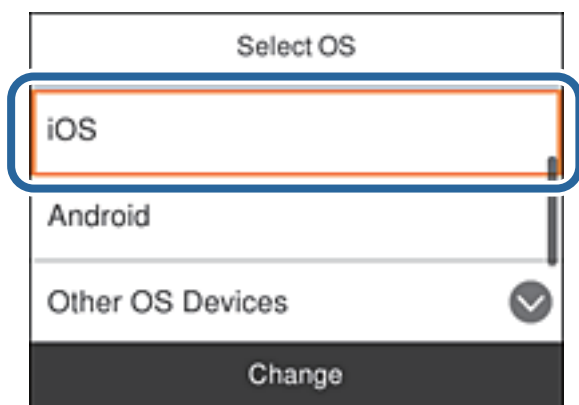 Select OS
iOS
Android
Other OS Devices
Change